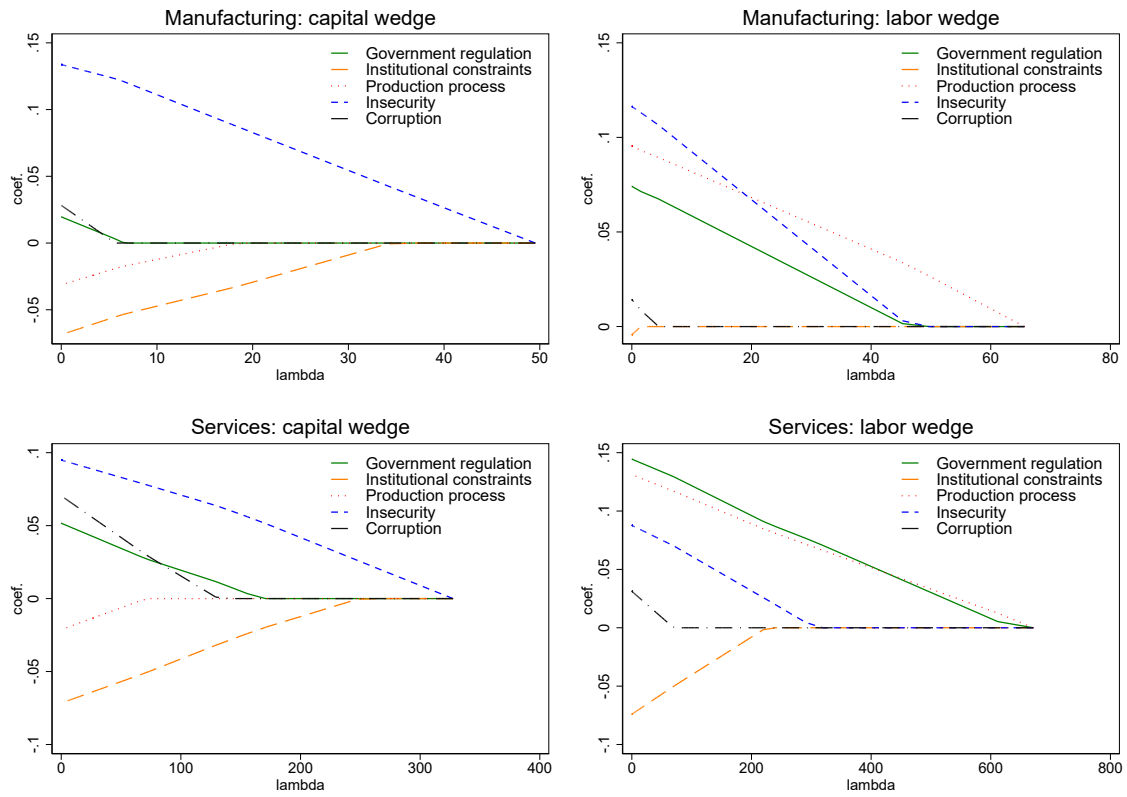 Manufacturing: capital wedge
.15
.1
.05
0
-.05
coef.
0 10 20 30 40 50
lambda
Government regulation
Institutional constraints
Production process
Insecurity
Corruption
Manufacturing: labor wedge
.15
.1
.05
0
coef.
0 20 40 60 80
lambda
Government regulation
Institutional constraints
Production process
Insecurity
Corruption
Services: capital wedge
.1
.05
0
-.05
-.1
coef.
0 100 200 300 400
lambda
Government regulation
Institutional constraints
Production process
Insecurity
Corruption
Services: labor wedge
.15
.1
.05
0
-.05
-.1
coef.
0 200 400 600 800
lambda
Government regulation
Institutional constraints
Production process
Insecurity
Corruption